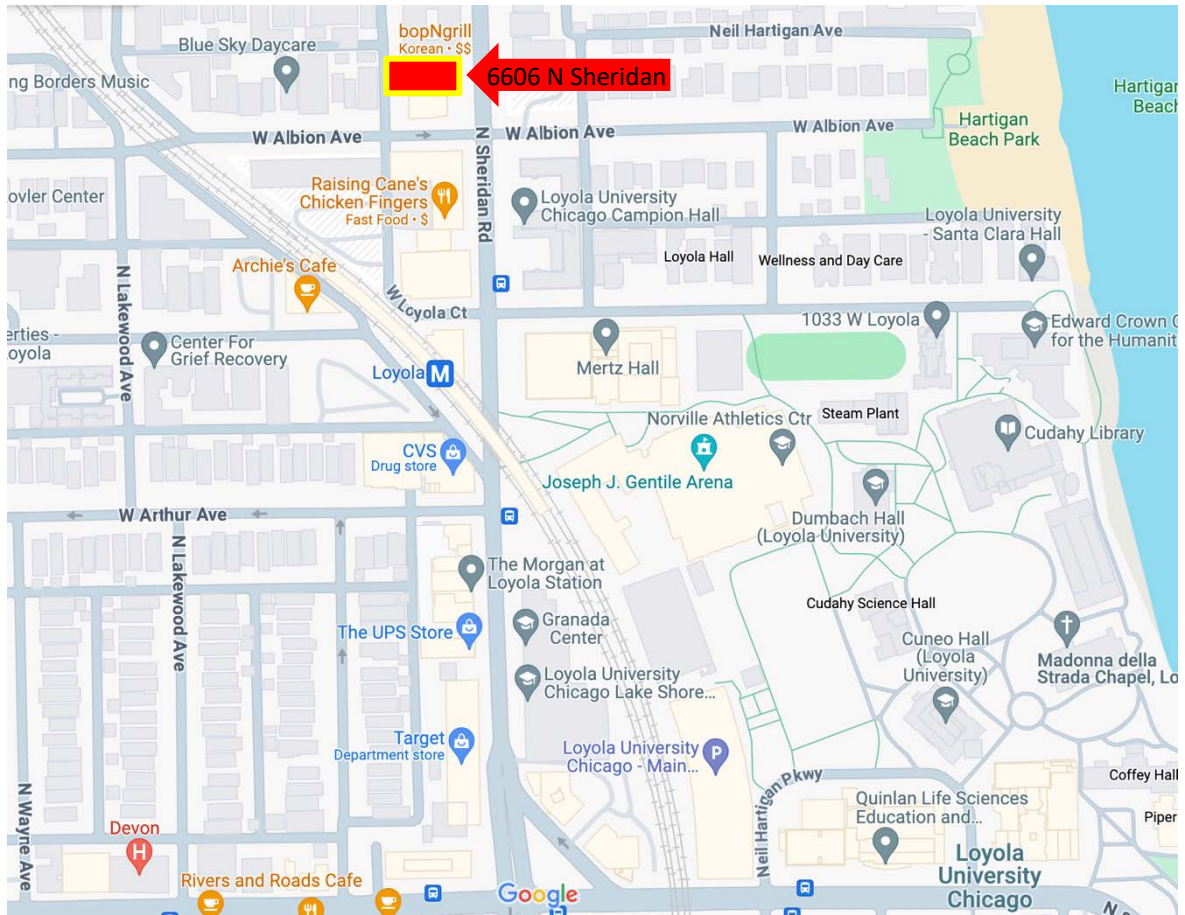 bopNgrill
Korean • $$
Neil Hartigan Ave
Blue Sky Daycare
6606 N Sheridan
ng Borders Music
Hartigan
Beach
W Albion Ave
W Albion Ave
W Albion Ave
Hartigan
Beach Park
N Sheridan Rd
Raising Cane's
Chicken Fingers
Fast Food • $
ovler Center
Loyola University
Chicago Campion Hall
Loyola University
- Santa Clara Hall
Loyola Hall
Wellness and Day Care
Archie's Cafe
N Lakewood Ave
W Loyola Ct
1033 W Loyola
Edward Crown C
for the Humanit
erties -
oyola
Center For
Grief Recovery
Mertz Hall
Loyola
M
Norville Athletics Ctr
Steam Plant
Cudahy Library
CVS
Drug store
Joseph J. Gentile Arena
W Arthur Ave
Dumbach Hall
(Loyola University)
N Lakewood Ave
The Morgan at
Loyola Station
Cudahy Science Hall
The UPS Store
Granada
Center
Cuneo Hall
(Loyola
University)
Madonna della
Strada Chapel, Lo
Loyola University
Chicago Lake Shore...
Target
Department store
Loyola University
Chicago - Main...
P
Neil Hartigan Pkwy
Coffey Hall
N Wayne Ave
Quinlan Life Sciences
Education and...
Piper
Devon
H
Loyola
University
Chicago
Rivers and Roads Cafe
Google